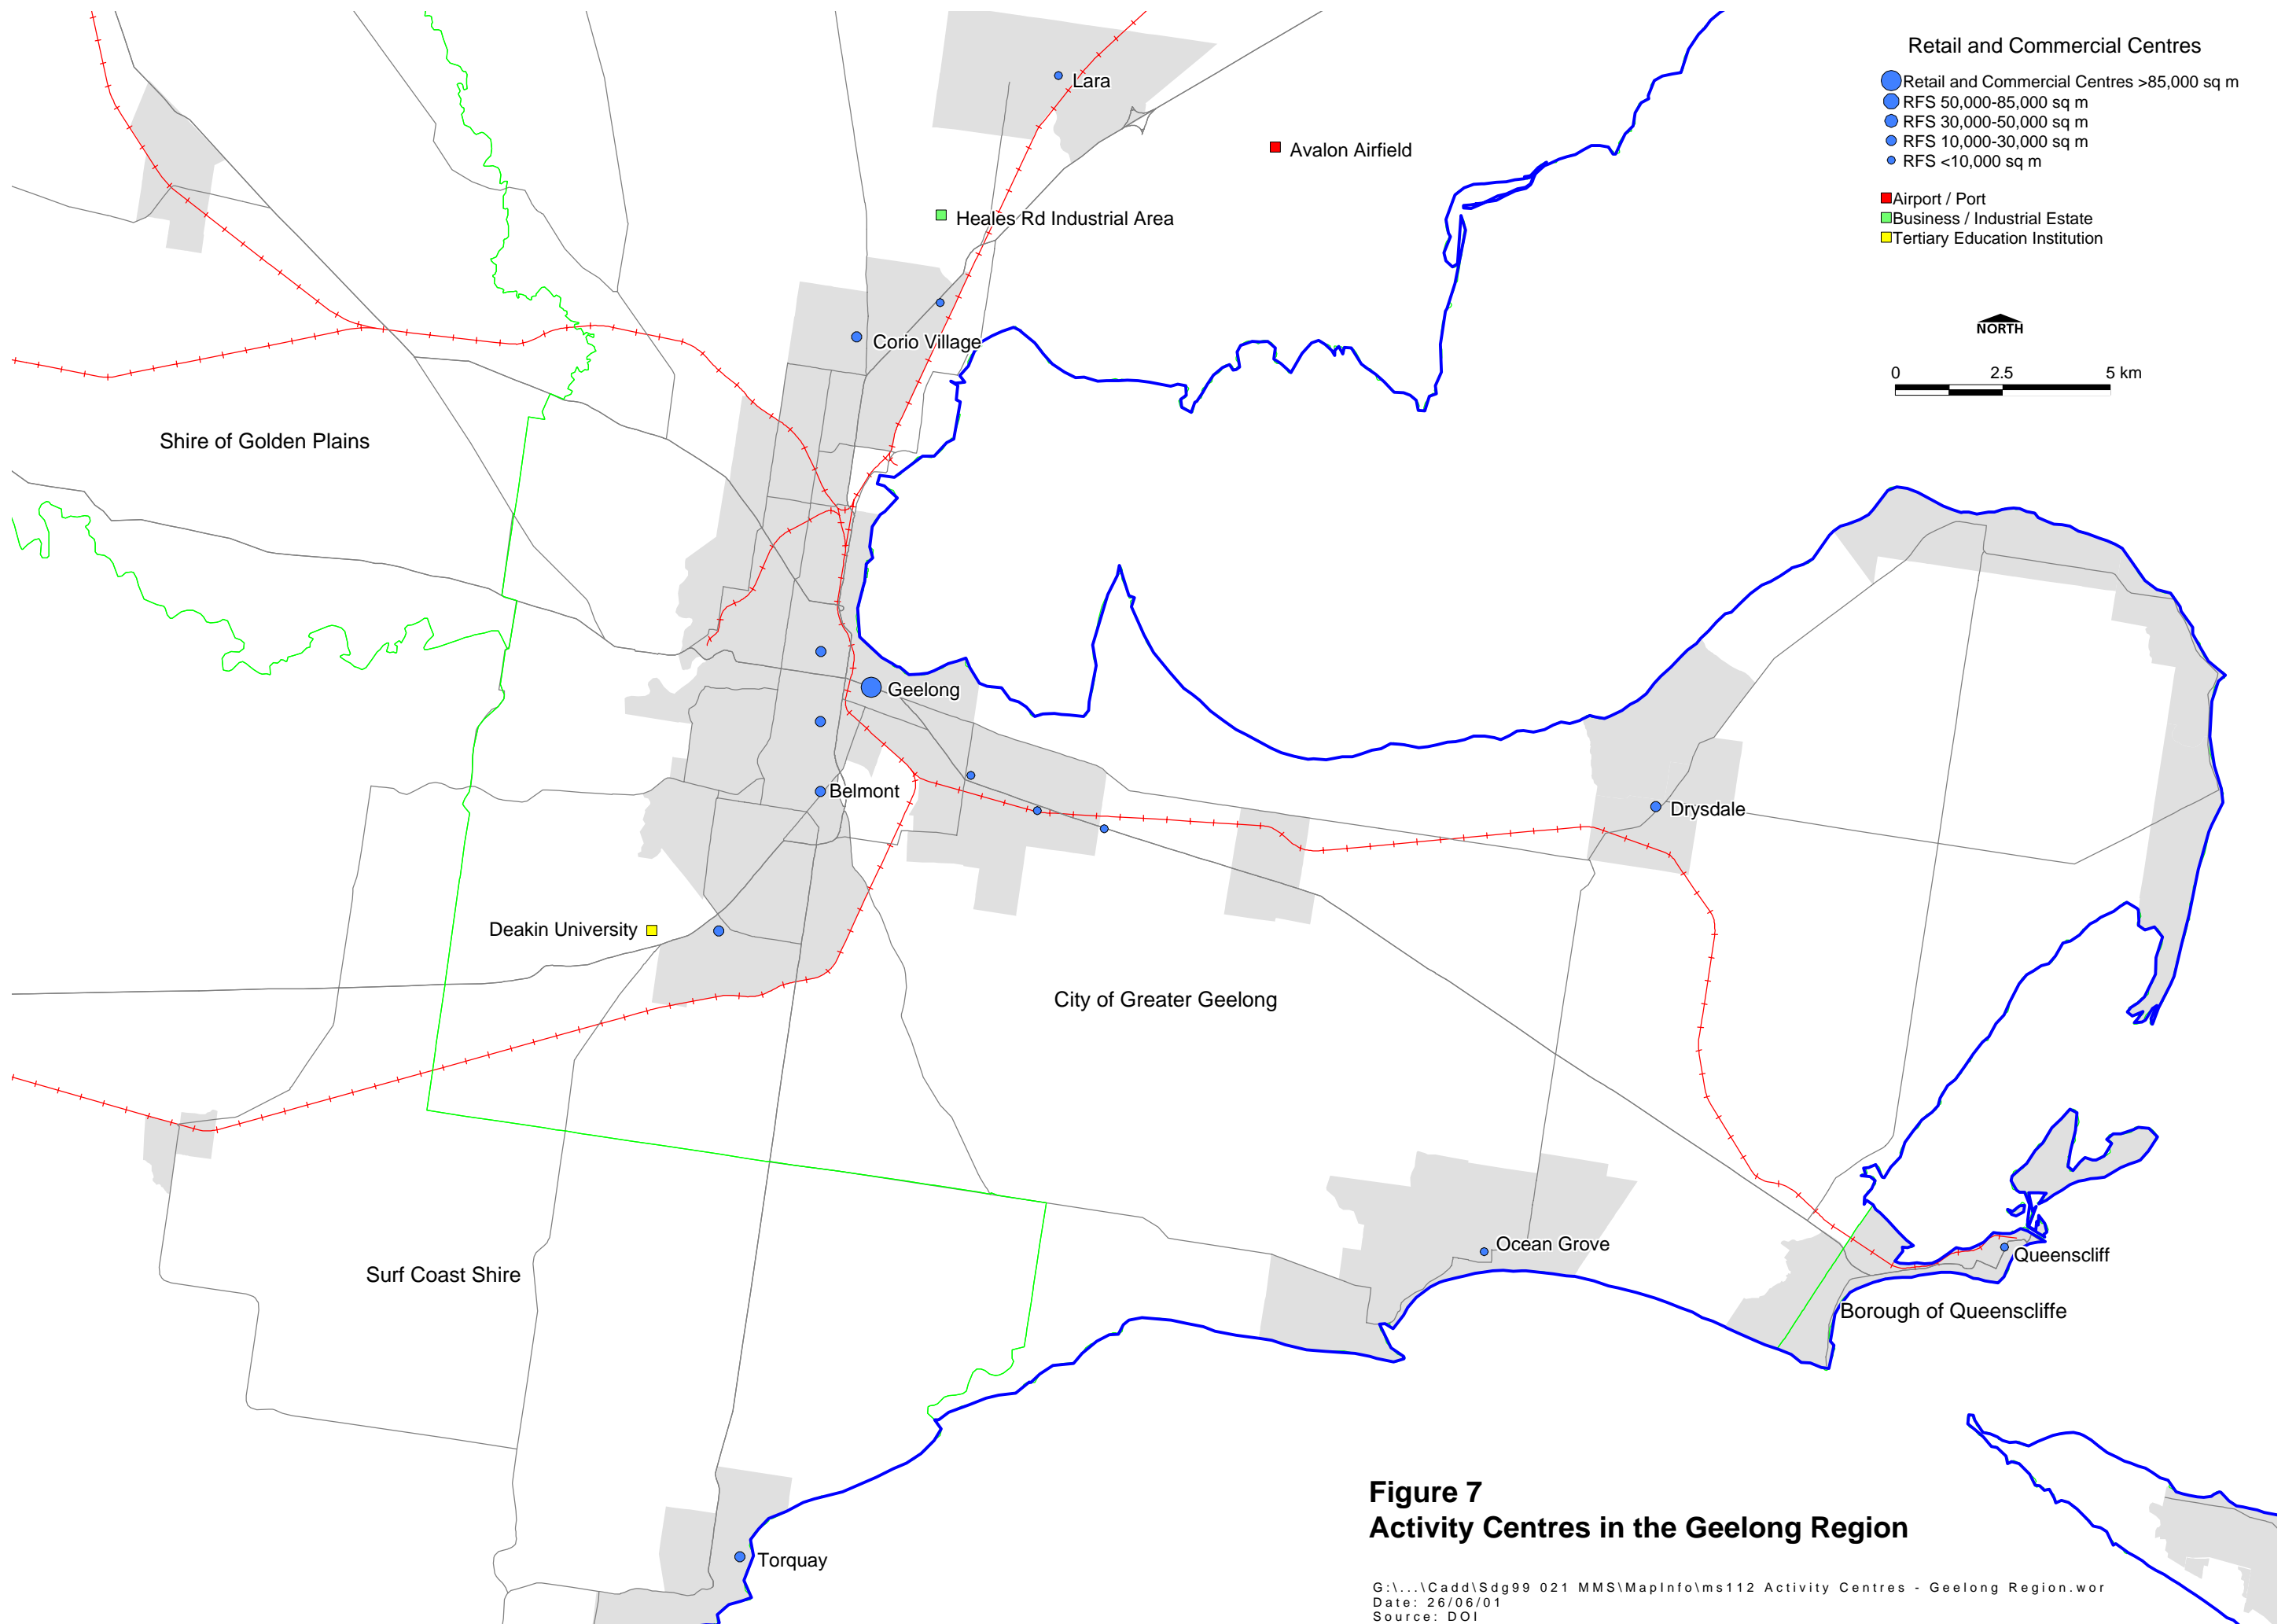 Retail and Commercial Centres
Retail and Commercial Centres >85,000 sq m
RFS 50,000-85,000 sq m
RFS 30,000-50,000 sq m
RFS 10,000-30,000 sq m
RFS <10,000 sq m
Airport / Port
Business / Industrial Estate
Tertiary Education Institution
NORTH
0 2.5 5 km
Lara
Avalon Airfield
Heales Rd Industrial Area
Corio Village
Shire of Golden Plains
Geelong
Belmont
Drysdale
Deakin University
City of Greater Geelong
Ocean Grove
Queenscliff
Surf Coast Shire
Borough of Queenscliffe
Torquay
Figure 7
Activity Centres in the Geelong Region
G:\...\Cadd\Sdg99 021 MMS\MapInfo\ms112 Activity Centres - Geelong Region.wor
Date: 26/06/01
Source: DOI